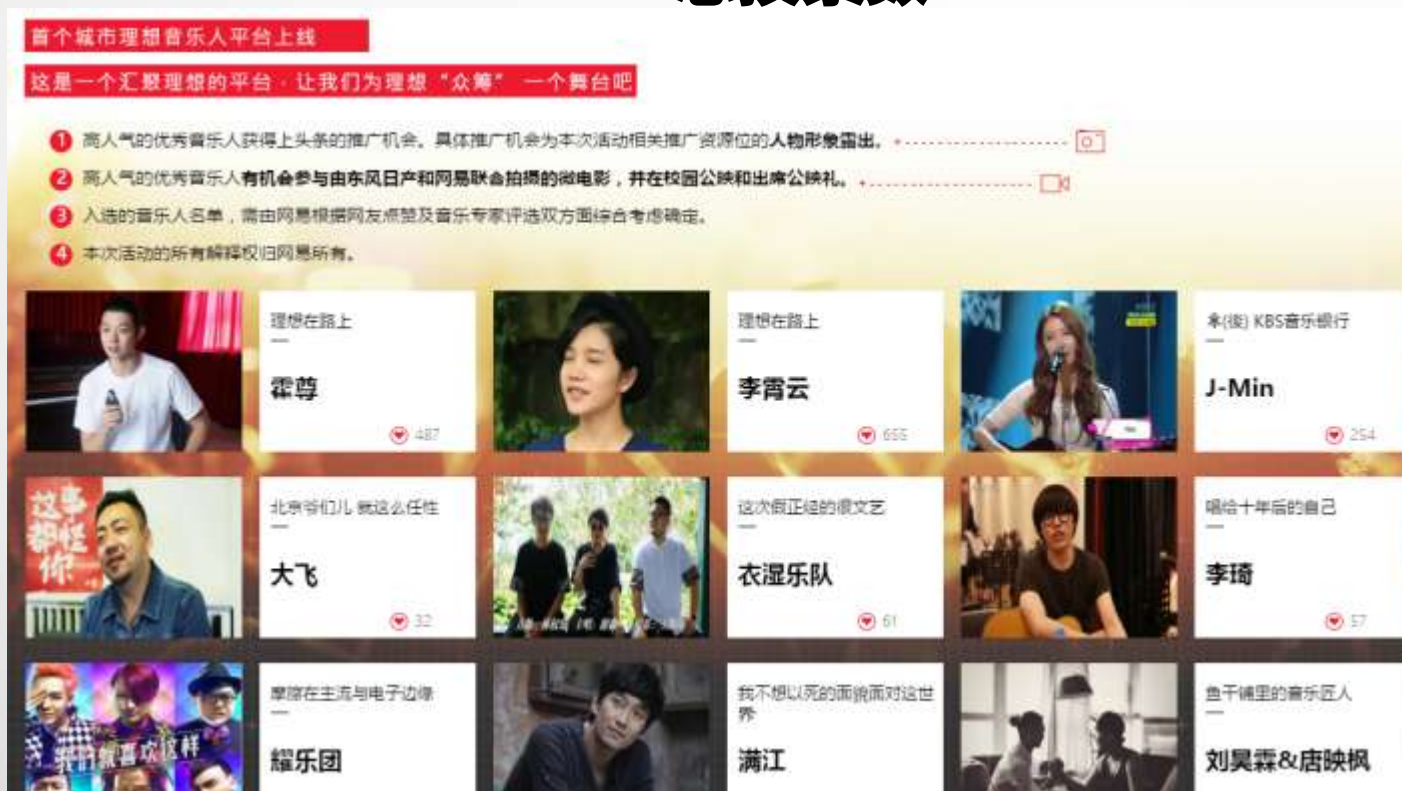 首个城市理想音乐人平台上线
这是一个汇聚理想的平台·让我们为理想“众筹” 一个舞台吧
1 高人气的优秀音乐人获得上头条的推广机会。具体推广机会为本次活动相关推广资源位的人物形象露出。
2 高人气的优秀音乐人有机会参与由东风日产和网易联合拍摄的微电影，并在校园公映和出席公映礼。
3 入选的音乐人名单，需由网易根据网友点赞及音乐专家评选双方面综合考虑确定。
4 本次活动的所有解释权归网易所有。
理想在路上
霍尊
487
理想在路上
李霄云
655
KBS音乐银行
J-Min
254
这事都怪你
北京爷们儿 就这么任性
大飞
32
这次假正经的很文艺
衣湿乐队
61
唱给十年后的自己
李琦
57
我们就喜欢这样
摩擦在主流与电子边缘
耀乐团
我不想以死的面貌面对这世
界
满江
鱼干铺里的音乐匠人
刘昊霖&唐映枫